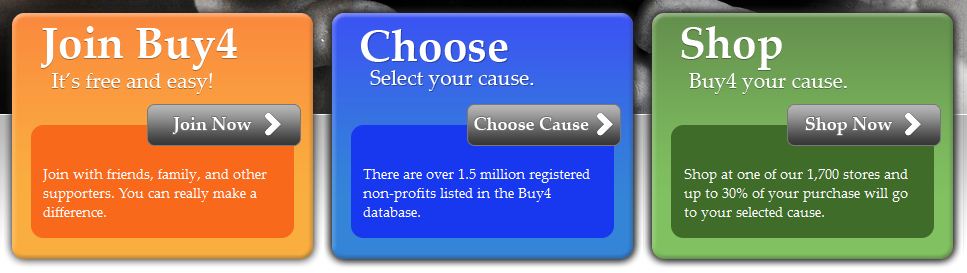 Join Buy4
It's free and easy!
Join Now
Join with friends, family, and other
supporters. You can really make a
difference.
Choose
Select your cause.
Choose Cause
There are over 1.5 million registered
non-profits listed in the Buy4
database.
Shop
Buy4 your cause.
Shop Now
Shop at one of our 1,700 stores and
up to 30% of your purchase will go
to your selected cause.